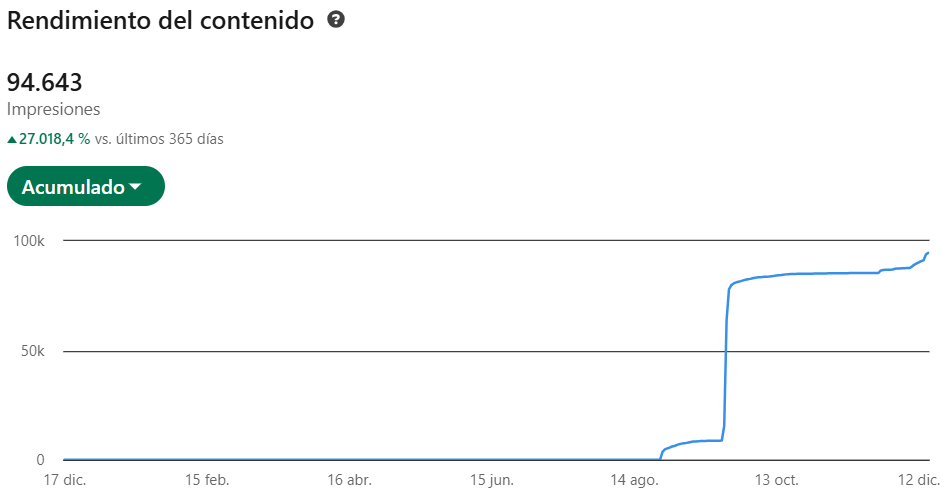 Rendimiento del contenido ?
94.643
Impresiones
▲27.018,4 % vs. últimos 365 días
Acumulado
100k
50k
0
17 dic. 15 feb. 16 abr. 15 jun. 14 ago. 13 oct. 12 dic.